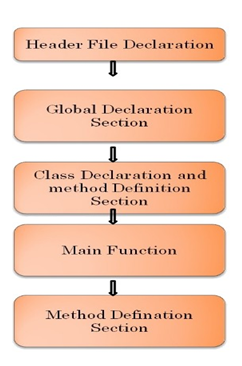 Header File Declaration
Global Declaration
Section
Class Declaration and
method Definition
Section
Main Function
Method Defination
Section